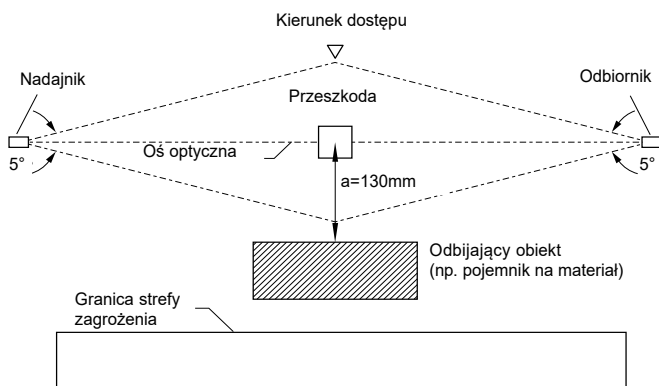 Kierunek dostępu
Nadajnik
Odbiornik
Przeszkoda
Oś optyczna
5°
5°
a=130mm
Odbijający obiekt
(np. pojemnik na materiał)
Granica strefy
zagrożenia